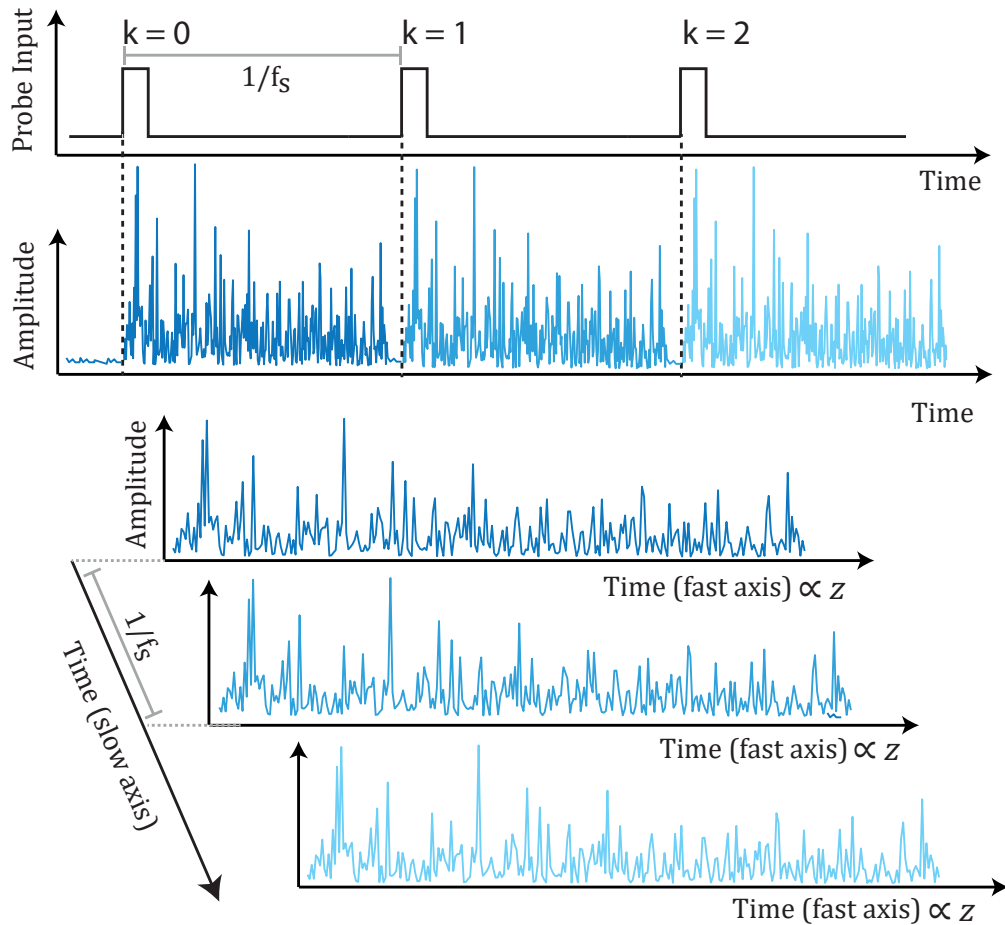 k = 0
k = 1
k = 2
1/fs
Probe Input
Time
Amplitude
Time
Amplitude
Time (fast axis) ∝ z
1/fs
Time (slow axis)
Time (fast axis) ∝ z
Time (fast axis) ∝ z